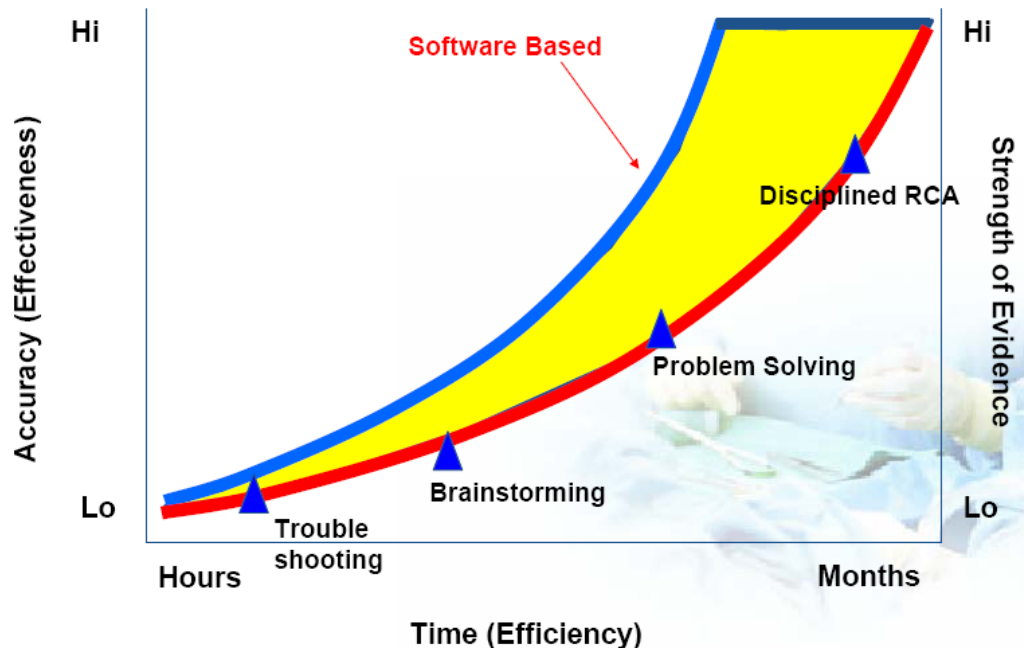 Hi
Hi
Software Based
Accuracy (Effectiveness)
Strength of Evidence
Disciplined RCA
Problem Solving
Brainstorming
Lo
Lo
Trouble
shooting
Hours
Months
Time (Efficiency)